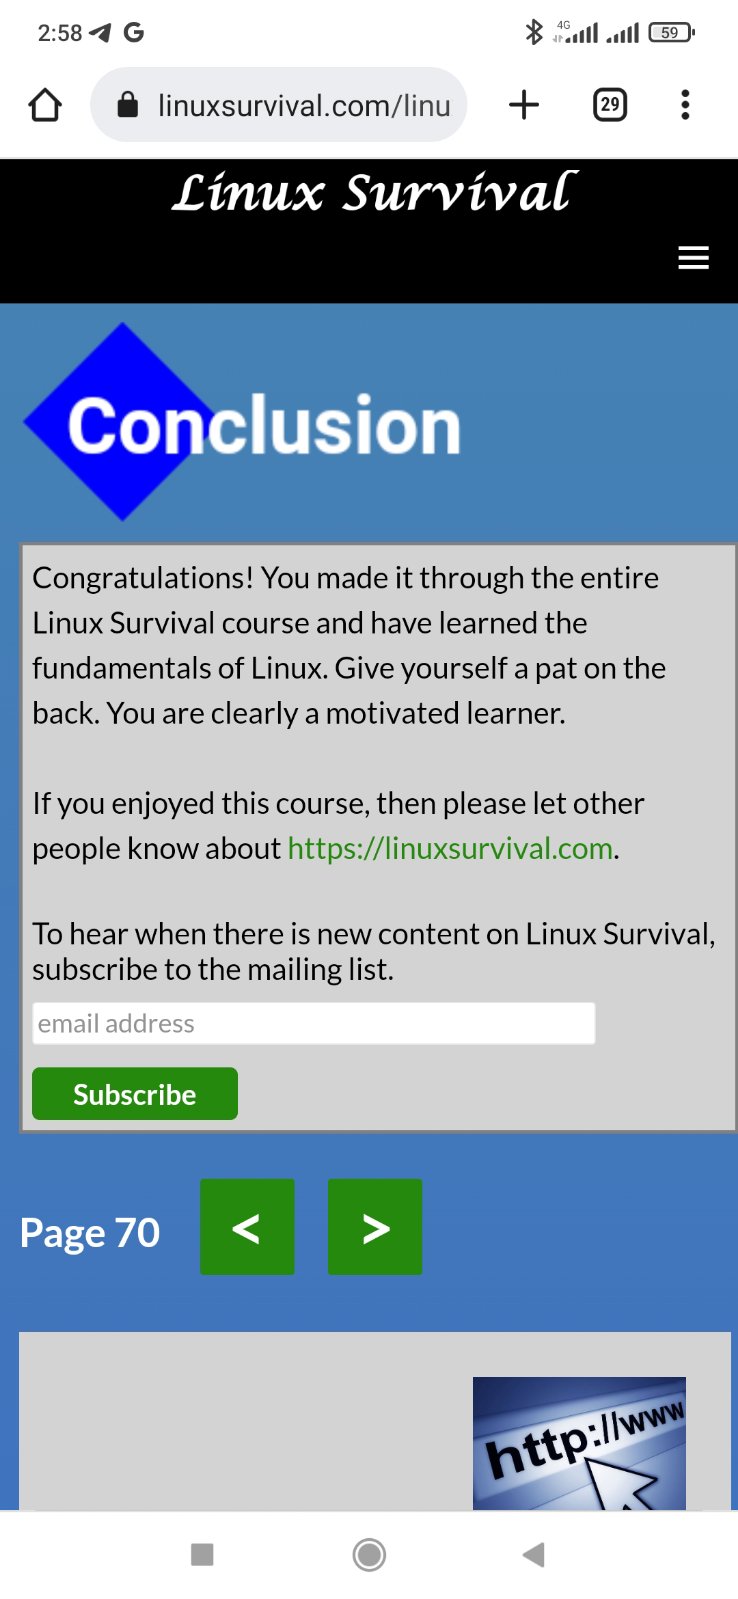 2:58 G 4G 59
linuxsurvival.com/linu 29
Linux Survival
Conclusion
Congratulations! You made it through the entire
Linux Survival course and have learned the
fundamentals of Linux. Give yourself a pat on the
back. You are clearly a motivated learner.
If you enjoyed this course, then please let other
people know about https://linuxsurvival.com.
To hear when there is new content on Linux Survival,
subscribe to the mailing list.
email address
Subscribe
Page 70 < >
http://www